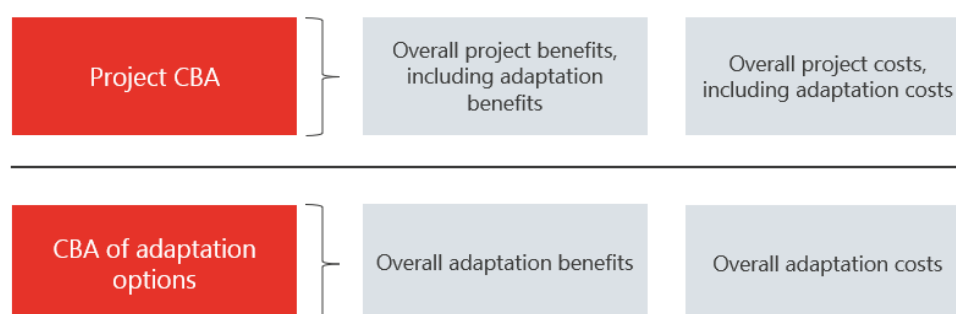 Project CBA
Overall project benefits,
including adaptation
benefits
Overall project costs,
including adaptation costs
CBA of adaptation
options
Overall adaptation benefits
Overall adaptation costs